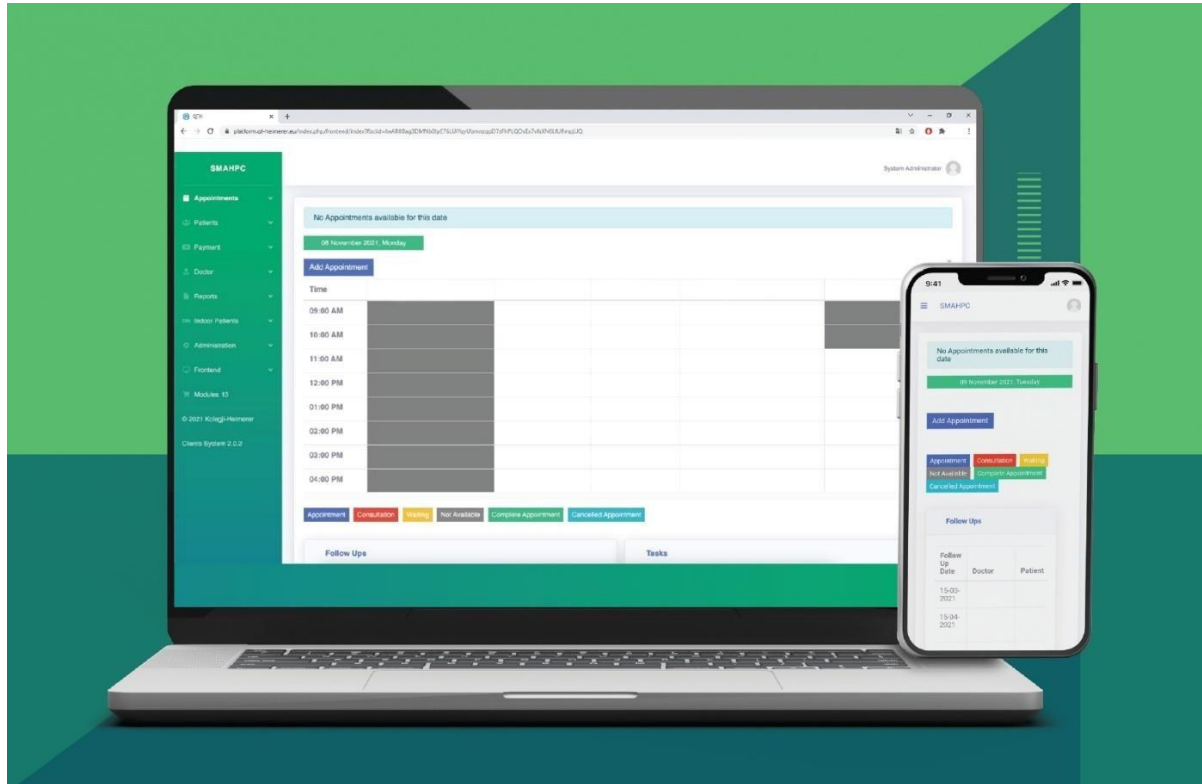 SMAHPC
System Administrator
Appointments
Patients
Payment
Doctor
Reports
Indoor Patients
Administration
Frontend
Modules 13
© 2021 Kolegji-Heimerer
Clients System 2.0.2
No Appointments available for this date
08 November 2021, Monday
Add Appointment
Time
09:00 AM
10:00 AM
11:00 AM
12:00 PM
01:00 PM
02:00 PM
03:00 PM
04:00 PM
Appointment Consultation Waiting Not Available Complete Appointment Cancelled Appointment
Follow Ups Tasks
9:41
SMAHPC
No Appointments available for this
date
09 November 2021, Tuesday
Add Appointment
Appointment Consultation Waiting
Not Available Complete Appointment
Cancelled Appointment
Follow Ups
Follow
Up
Date Doctor Patient
15-03-
2021
15-04-
2021